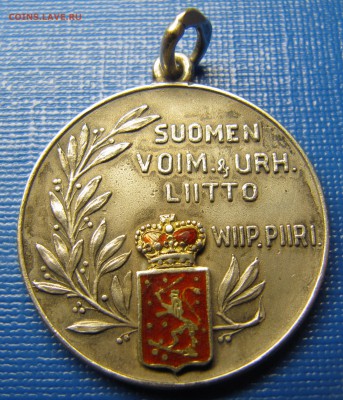 COINS.LAVE.RU
SUOMEN
VOIM. & URH.
LIITTO
WIIP. PIIRI.